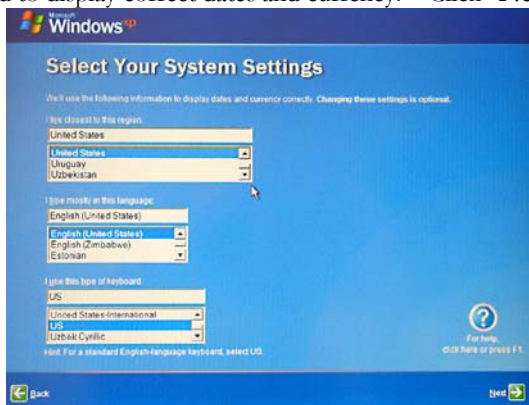 to display correct dates and currency.
Microsoft
Windows xp
Select Your System Settings
We'll use the following information to display dates and currency correctly. Changing these settings is optional.
I live closest to this region:
United States
United States
Uruguay
Uzbekistan
I type mostly in this language:
English (United States)
English (United States)
English (Zimbabwe)
Estonian
I use this type of keyboard:
US
United States-International
US
Uzbek Cyrillic
Hint: For a standard English-language keyboard, select US.
For help,
click here or press F1.
Back
Next